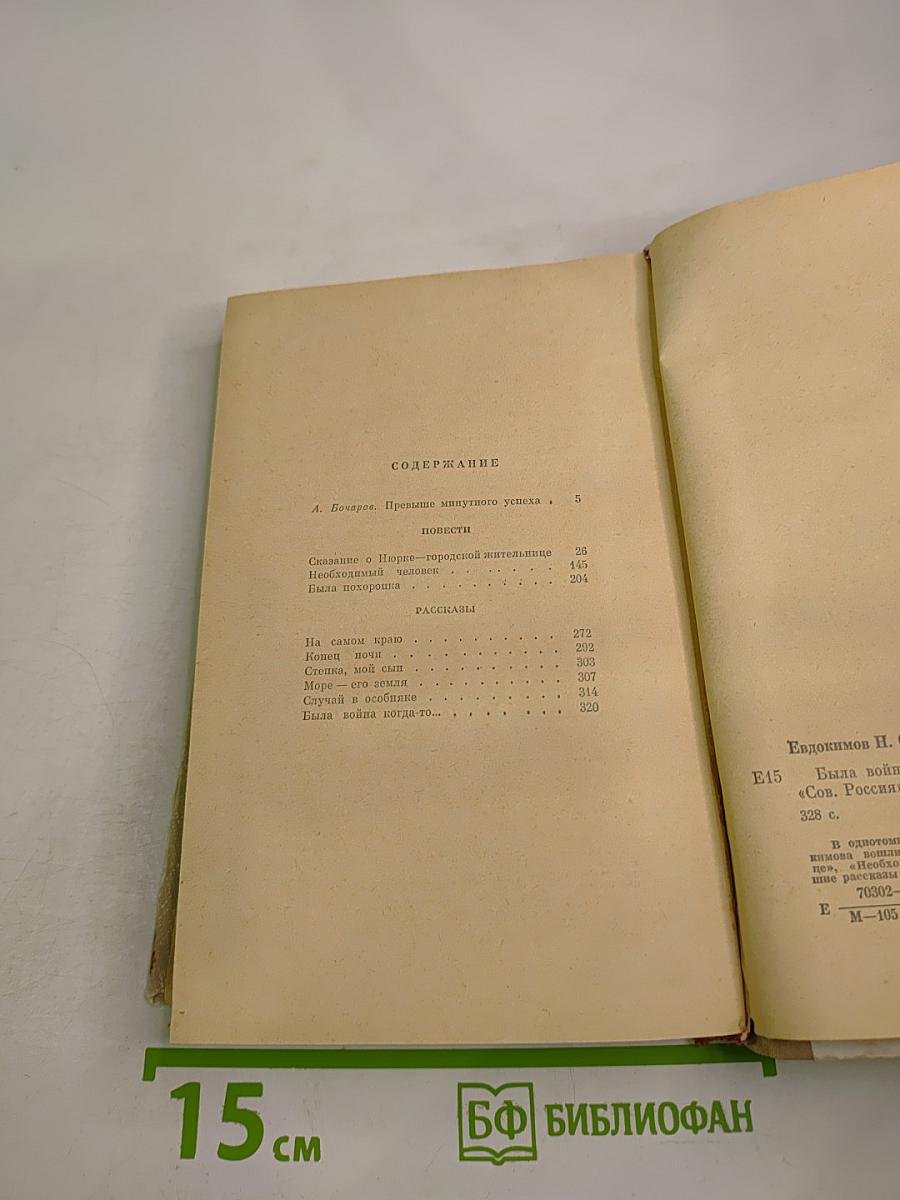 СОДЕРЖАНИЕ
А. Бочаров. Превыше минутного успеха . 5
ПОВЕСТИ
Сказание о Нюрке—городской жительнице 26
Необходимый человек . . . . . . . 145
Была похоронка . . . . . . . . . . 204
РАССКАЗЫ
На самом краю . . . . . . . . . . 272
Конец ночи . . . . . . . . . . . . 292
Степка, мой сын . . . . . . . . . . 303
Море — его земля . . . . . . . . . . 307
Случай в особняке . . . . . . . . . 314
Была война когда-то... . . . . . . . 320
Евдокимов Н.
Е15 Была
«Сов. Россия»
328 с.
В
кимова вошли
це», «Необхо
шие рассказы
70302—
Е
М—105
15 см
БФ БИБЛИОФАН